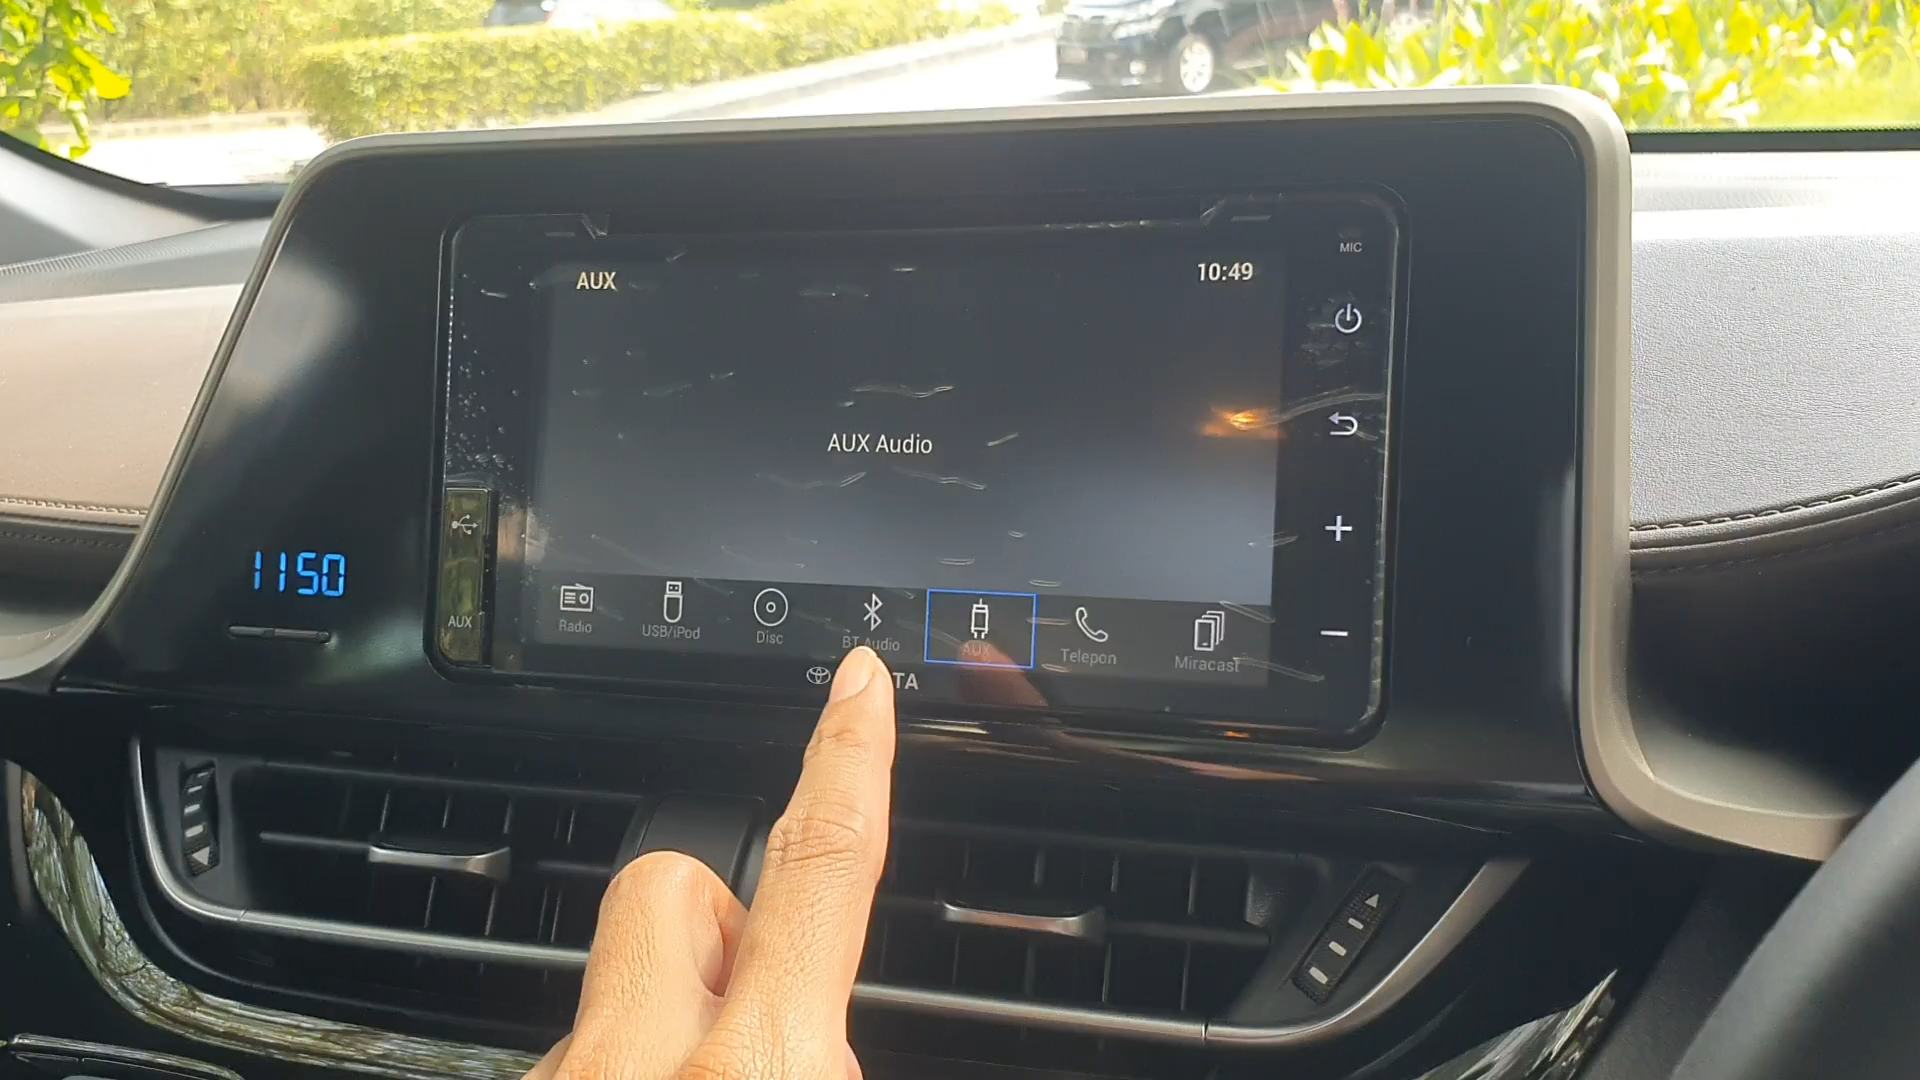 MIC
AUX
10:49
AUX Audio
1150
AUX
Radio
USB/iPod
Disc
BT Audio
AUX
Telepon
Miracast
TA